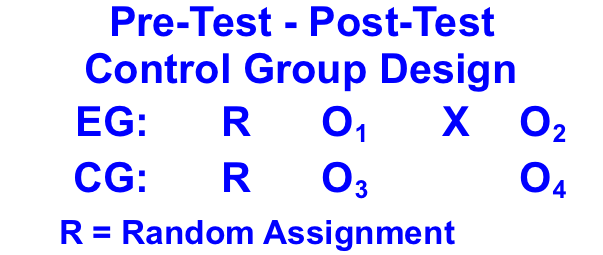 Pre-Test - Post-Test
Control Group Design
EG: R O₁ X O₂
CG: R O₃ O₄
R = Random Assignment